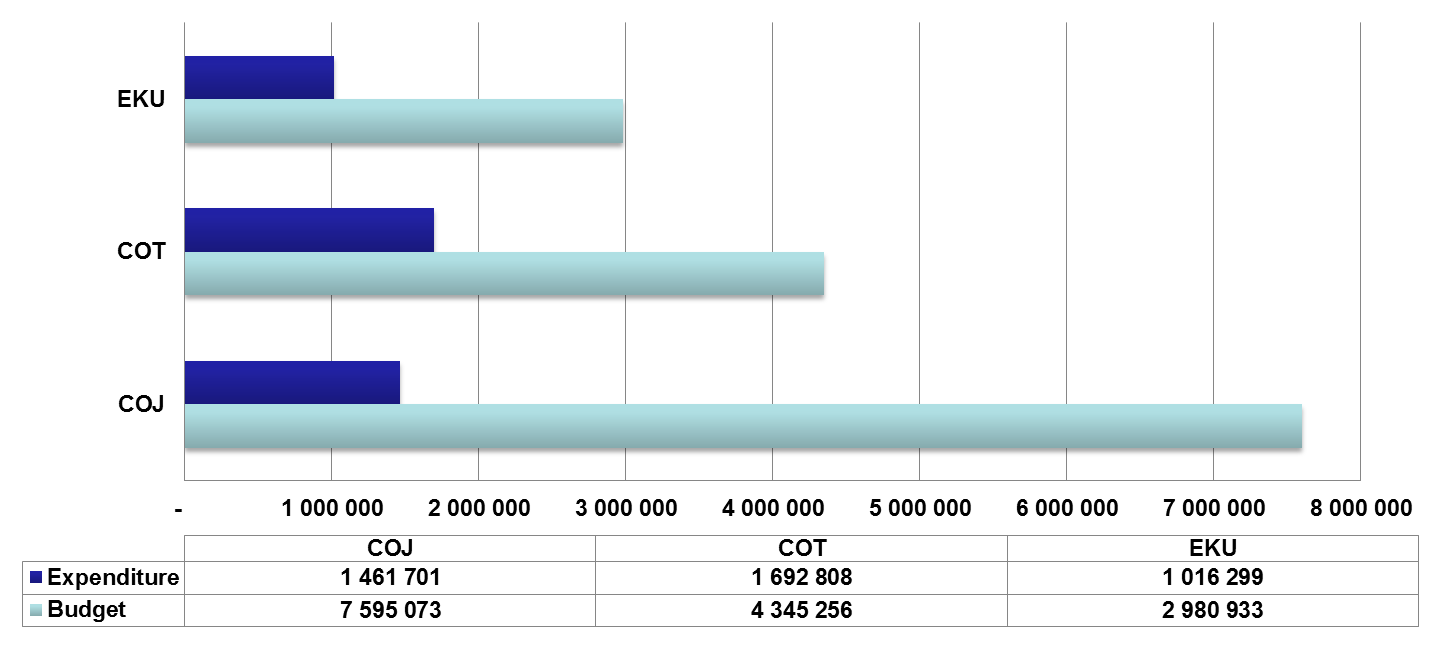 EKU
COT
COJ
- 1 000 000 2 000 000 3 000 000 4 000 000 5 000 000 6 000 000 7 000 000 8 000 000
COJ COT EKU
Expenditure 1 461 701 1 692 808 1 016 299
Budget 7 595 073 4 345 256 2 980 933